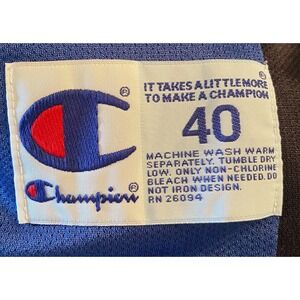 IT TAKES A LITTLE MORE
TO MAKE A CHAMPION®
40
MACHINE WASH WARM
SEPARATELY. TUMBLE DRY
LOW. ONLY NON-CHLORINE
BLEACH WHEN NEEDED. DO
NOT IRON DESIGN.
RN 26094
Champion